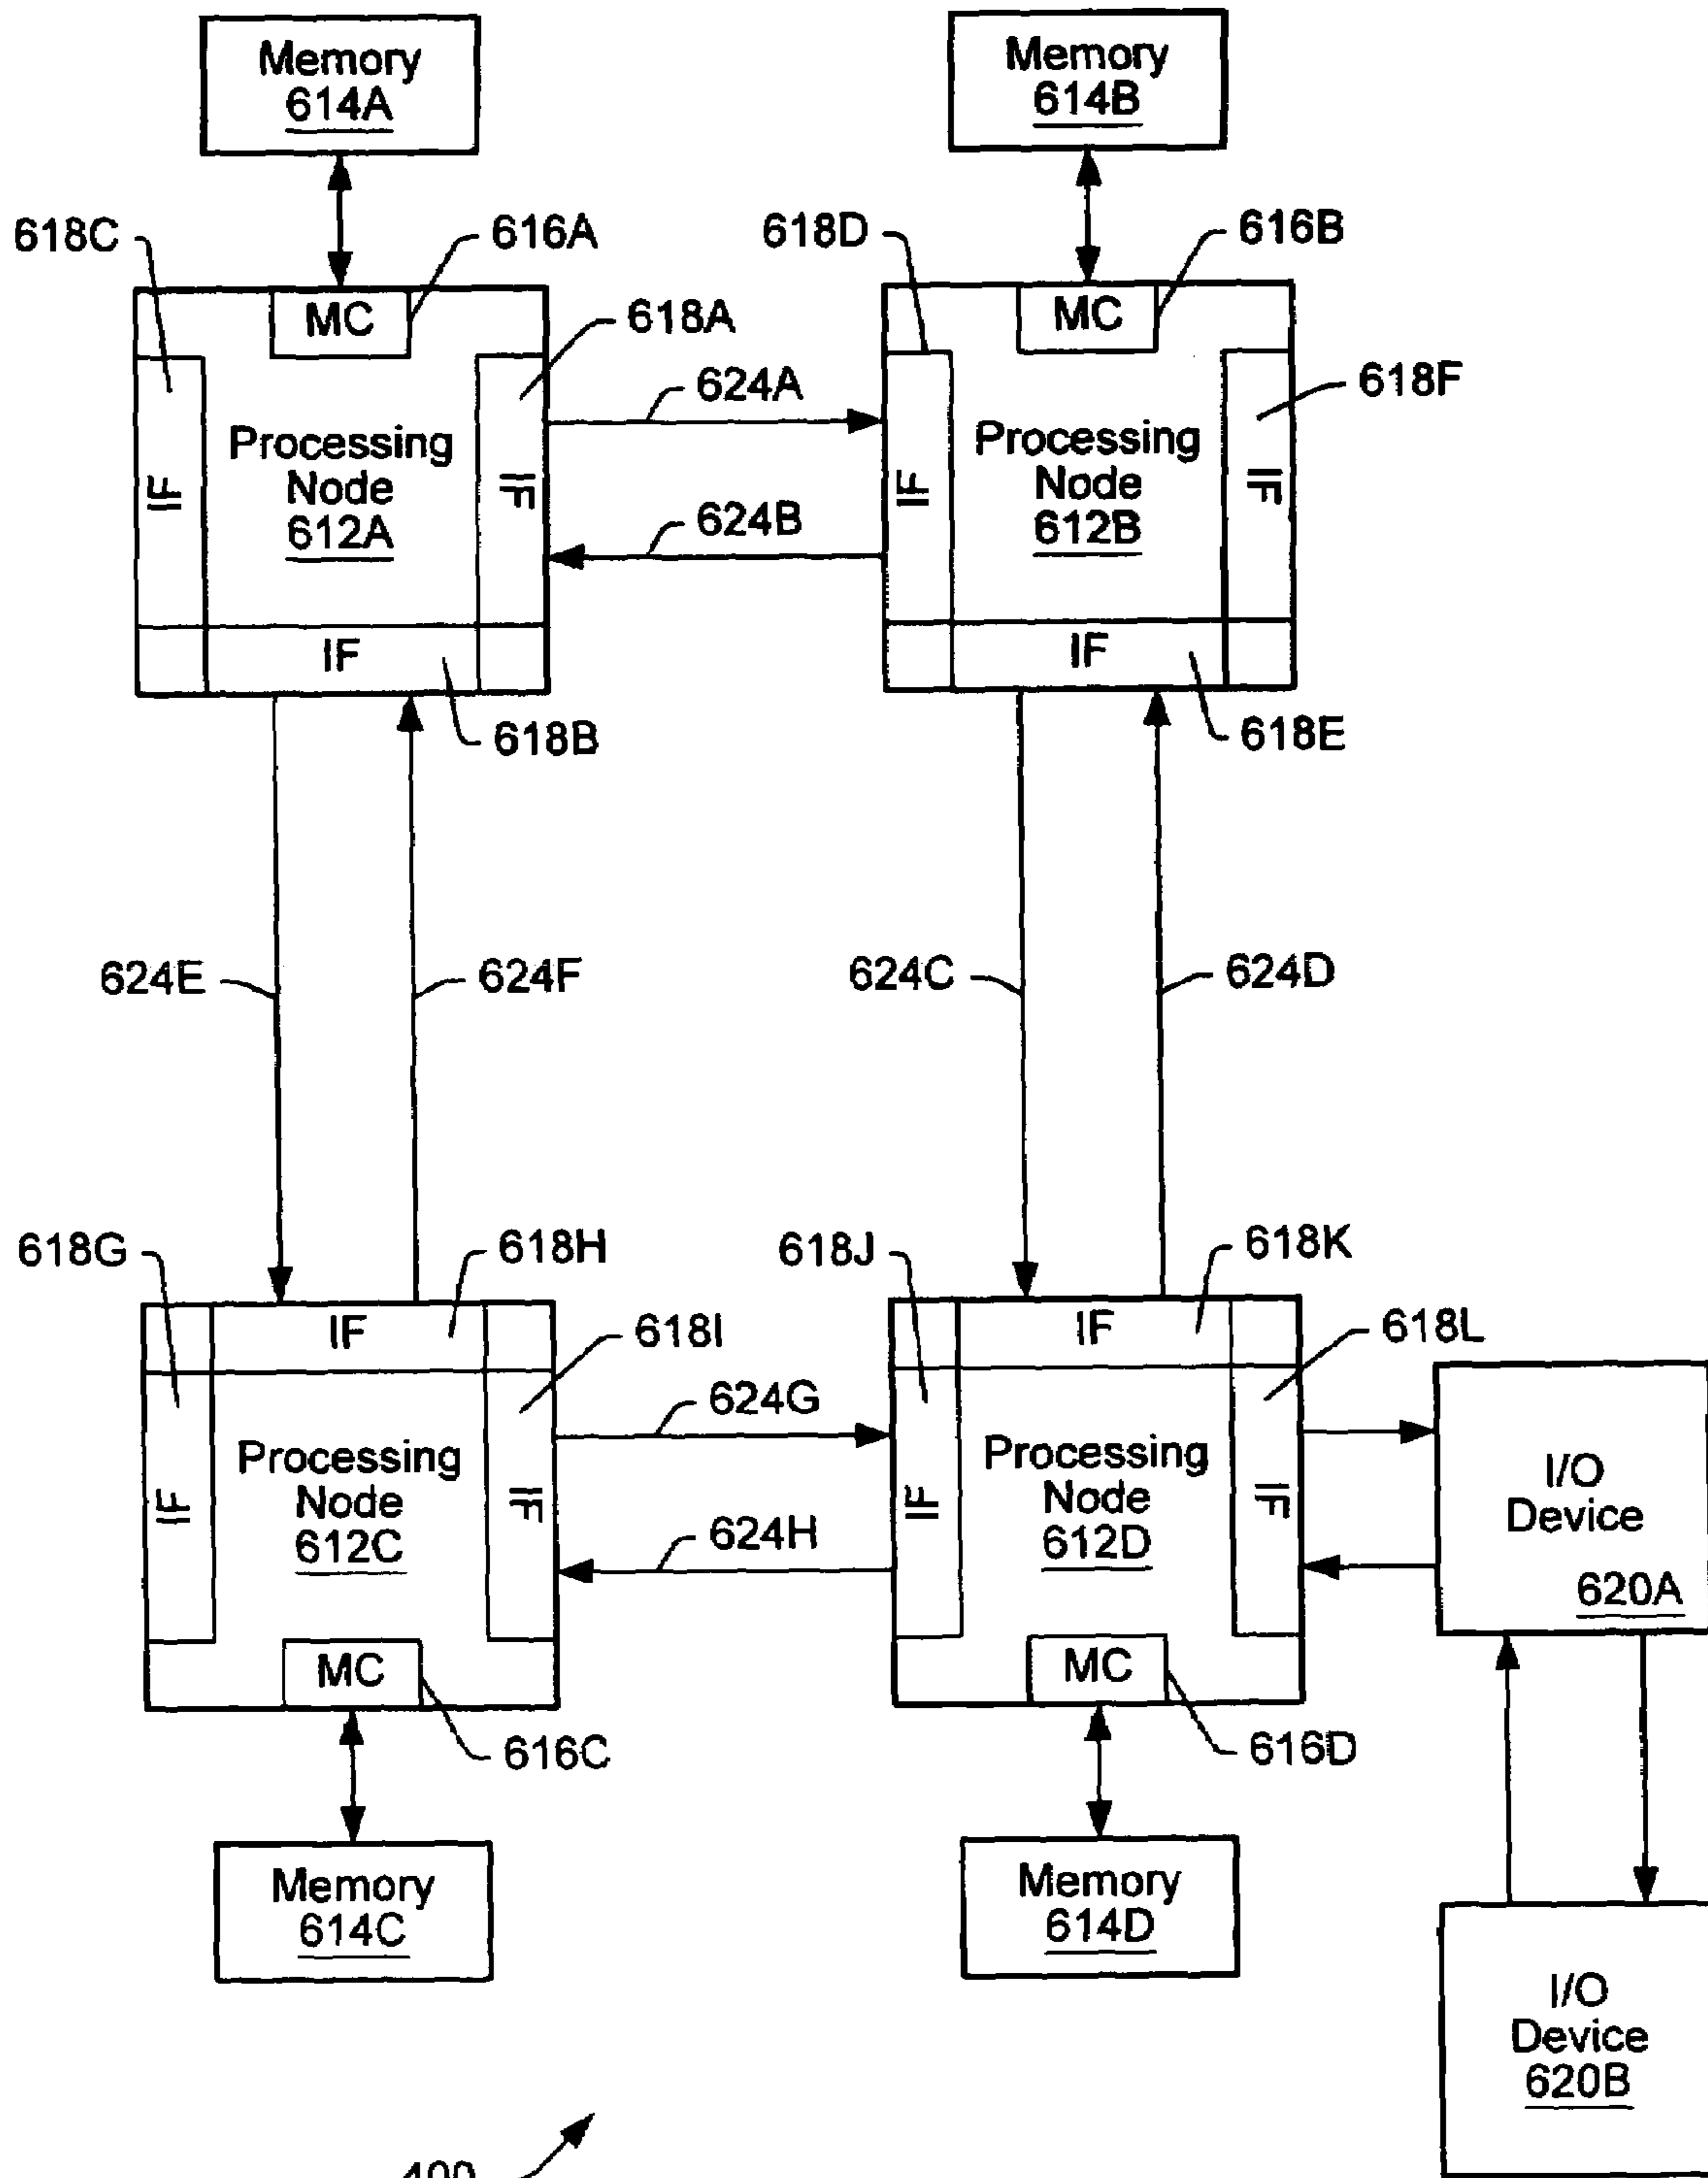 Memory
614A
Memory
614B
618C
616A
618D
616B
MC
MC
618A
618F
624A
Processing
Node
612A
Processing
Node
612B
IF
IF
IF
IF
624B
IF
IF
618B
618E
624E
624F
624C
624D
618G
618H
618J
618K
IF
IF
618I
618L
624G
Processing
Node
612C
Processing
Node
612D
I/O
Device
620A
IF
IF
IF
IF
624H
MC
MC
616C
616D
Memory
614C
Memory
614D
I/O
Device
620B
400